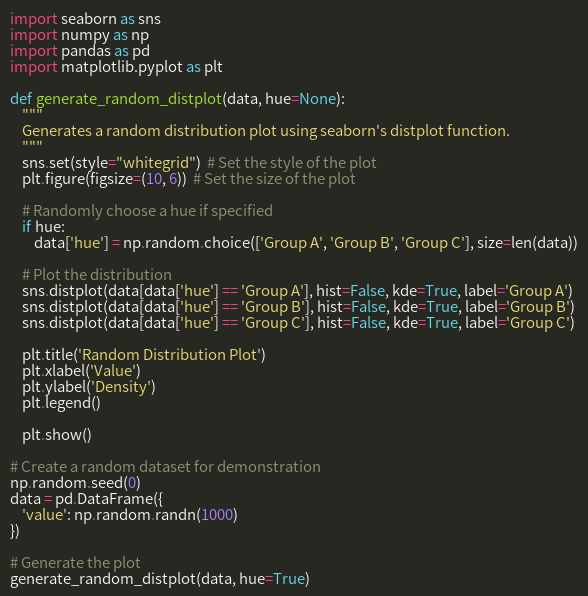 import seaborn as sns
import numpy as np
import pandas as pd
import matplotlib.pyplot as plt

def generate_random_distplot(data, hue=None):
    """
    Generates a random distribution plot using seaborn's distplot function.
    """
    sns.set(style="whitegrid")  # Set the style of the plot
    plt.figure(figsize=(10, 6))  # Set the size of the plot

    # Randomly choose a hue if specified
    if hue:
        data['hue'] = np.random.choice(['Group A', 'Group B', 'Group C'], size=len(data))

    # Plot the distribution
    sns.distplot(data[data['hue'] == 'Group A'], hist=False, kde=True, label='Group A')
    sns.distplot(data[data['hue'] == 'Group B'], hist=False, kde=True, label='Group B')
    sns.distplot(data[data['hue'] == 'Group C'], hist=False, kde=True, label='Group C')

    plt.title('Random Distribution Plot')
    plt.xlabel('Value')
    plt.ylabel('Density')
    plt.legend()

    plt.show()

# Create a random dataset for demonstration
np.random.seed(0)
data = pd.DataFrame({
    'value': np.random.randn(1000)
})

# Generate the plot
generate_random_distplot(data, hue=True)